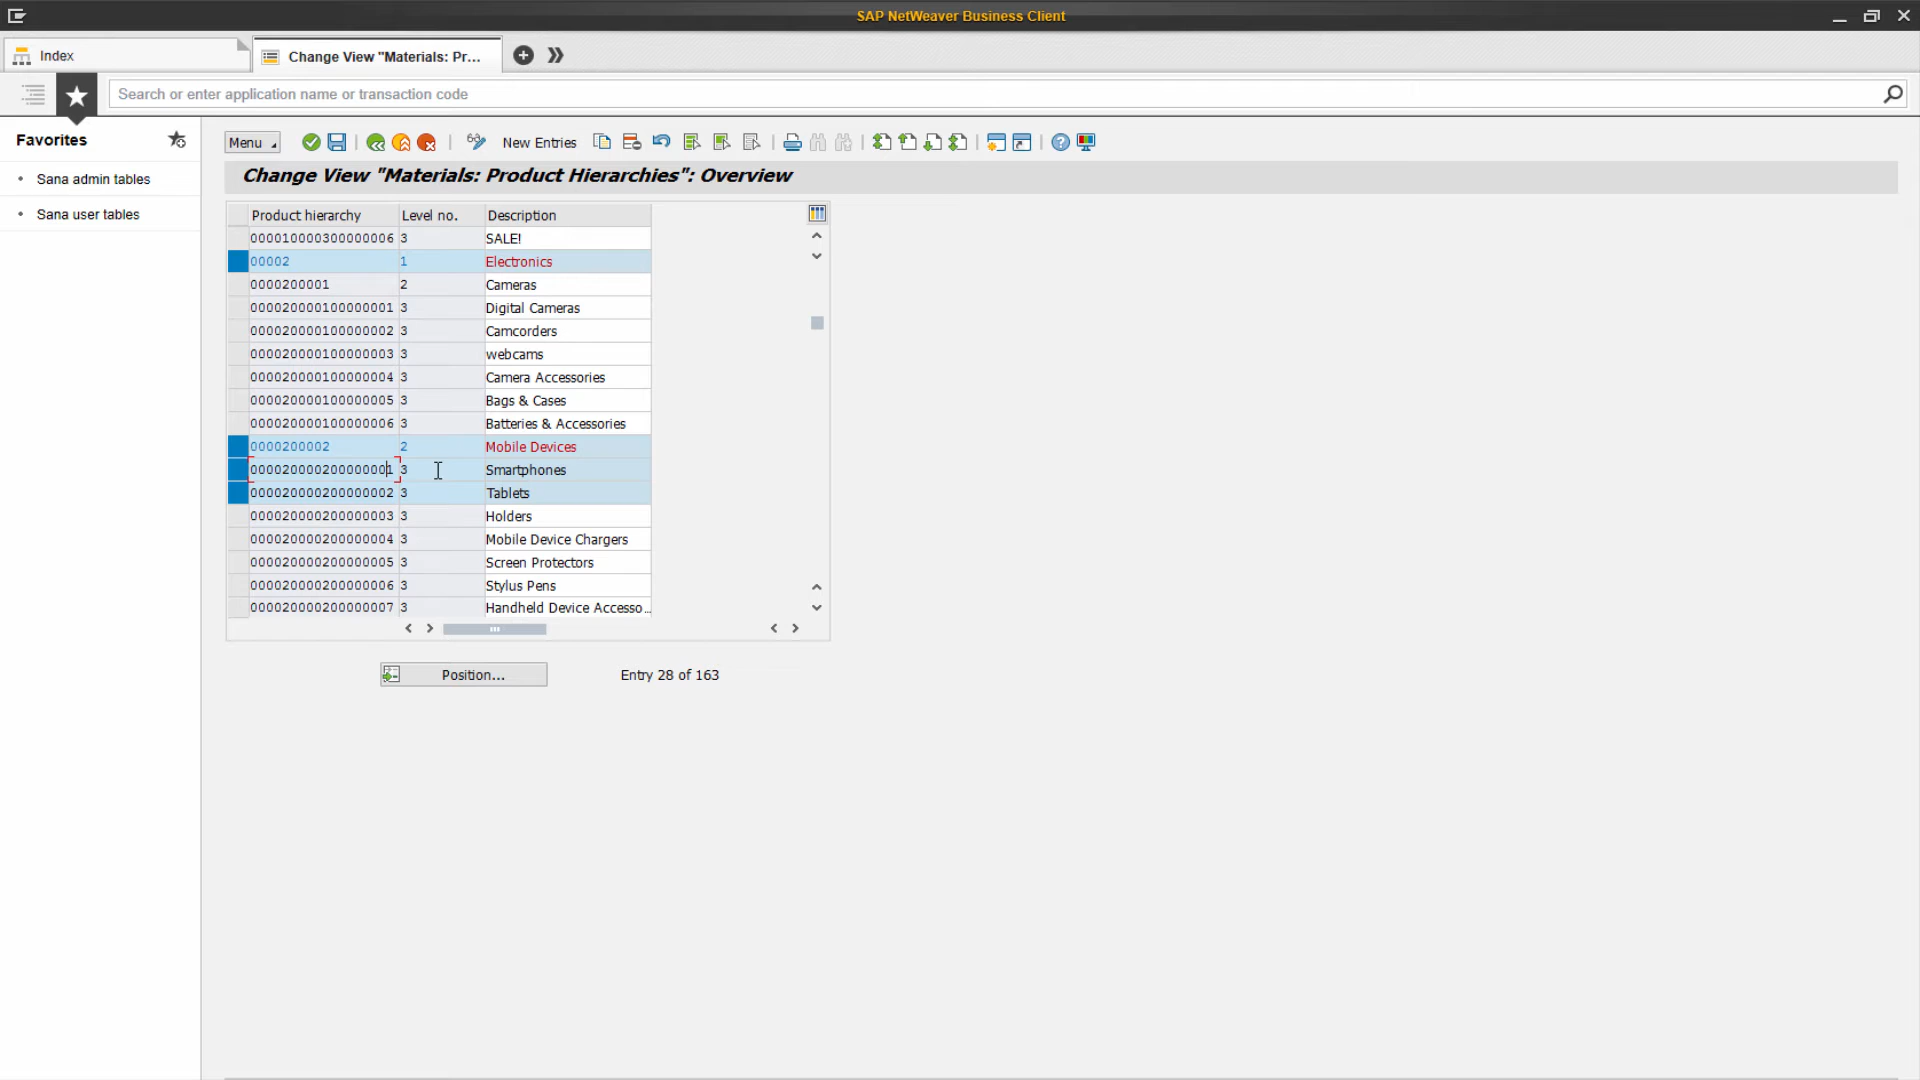 SAP NetWeaver Business Client
Index
Change View "Materials: Pr...
Search or enter application name or transaction code
Favorites
Sana admin tables
Sana user tables
Menu
New Entries
Change View "Materials: Product Hierarchies": Overview
Product hierarchy Level no. Description
000010000300000006 3 SALE!
00002 1 Electronics
0000200001 2 Cameras
000020000100000001 3 Digital Cameras
000020000100000002 3 Camcorders
000020000100000003 3 webcams
000020000100000004 3 Camera Accessories
000020000100000005 3 Bags & Cases
000020000100000006 3 Batteries & Accessories
0000200002 2 Mobile Devices
000020000200000001 3 Smartphones
000020000200000002 3 Tablets
000020000200000003 3 Holders
000020000200000004 3 Mobile Device Chargers
000020000200000005 3 Screen Protectors
000020000200000006 3 Stylus Pens
000020000200000007 3 Handheld Device Accesso...
Position...
Entry 28 of 163